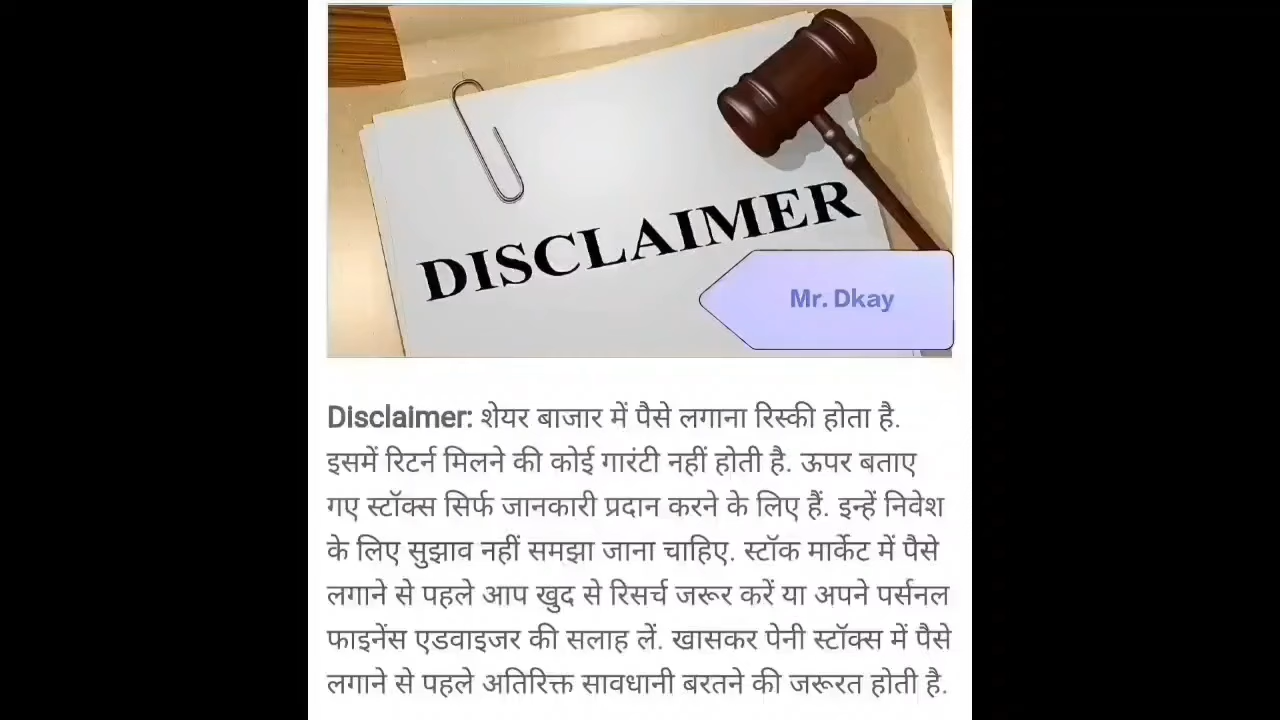 DISCLAIMER
Mr. Dkay
Disclaimer: शेयर बाजार में पैसे लगाना रिस्की होता है.
इसमें रिटर्न मिलने की कोई गारंटी नहीं होती है. ऊपर बताए
गए स्टॉक्स सिर्फ जानकारी प्रदान करने के लिए हैं. इन्हें निवेश
के लिए सुझाव नहीं समझा जाना चाहिए. स्टॉक मार्केट में पैसे
लगाने से पहले आप खुद से रिसर्च जरूर करें या अपने पर्सनल
फाइनेंस एडवाइजर की सलाह लें. खासकर पेनी स्टॉक्स में पैसे
लगाने से पहले अतिरिक्त सावधानी बरतने की जरूरत होती है.